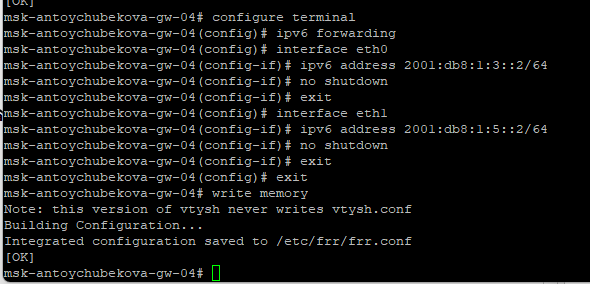 [OK]
msk-antoychubekova-gw-04# configure terminal
msk-antoychubekova-gw-04(config)# ipv6 forwarding
msk-antoychubekova-gw-04(config)# interface eth0
msk-antoychubekova-gw-04(config-if)# ipv6 address 2001:db8:1:3::2/64
msk-antoychubekova-gw-04(config-if)# no shutdown
msk-antoychubekova-gw-04(config-if)# exit
msk-antoychubekova-gw-04(config)# interface eth1
msk-antoychubekova-gw-04(config-if)# ipv6 address 2001:db8:1:5::2/64
msk-antoychubekova-gw-04(config-if)# no shutdown
msk-antoychubekova-gw-04(config-if)# exit
msk-antoychubekova-gw-04(config)# exit
msk-antoychubekova-gw-04# write memory
Note: this version of vtysh never writes vtysh.conf
Building Configuration...
Integrated configuration saved to /etc/frr/frr.conf
[OK]
msk-antoychubekova-gw-04#